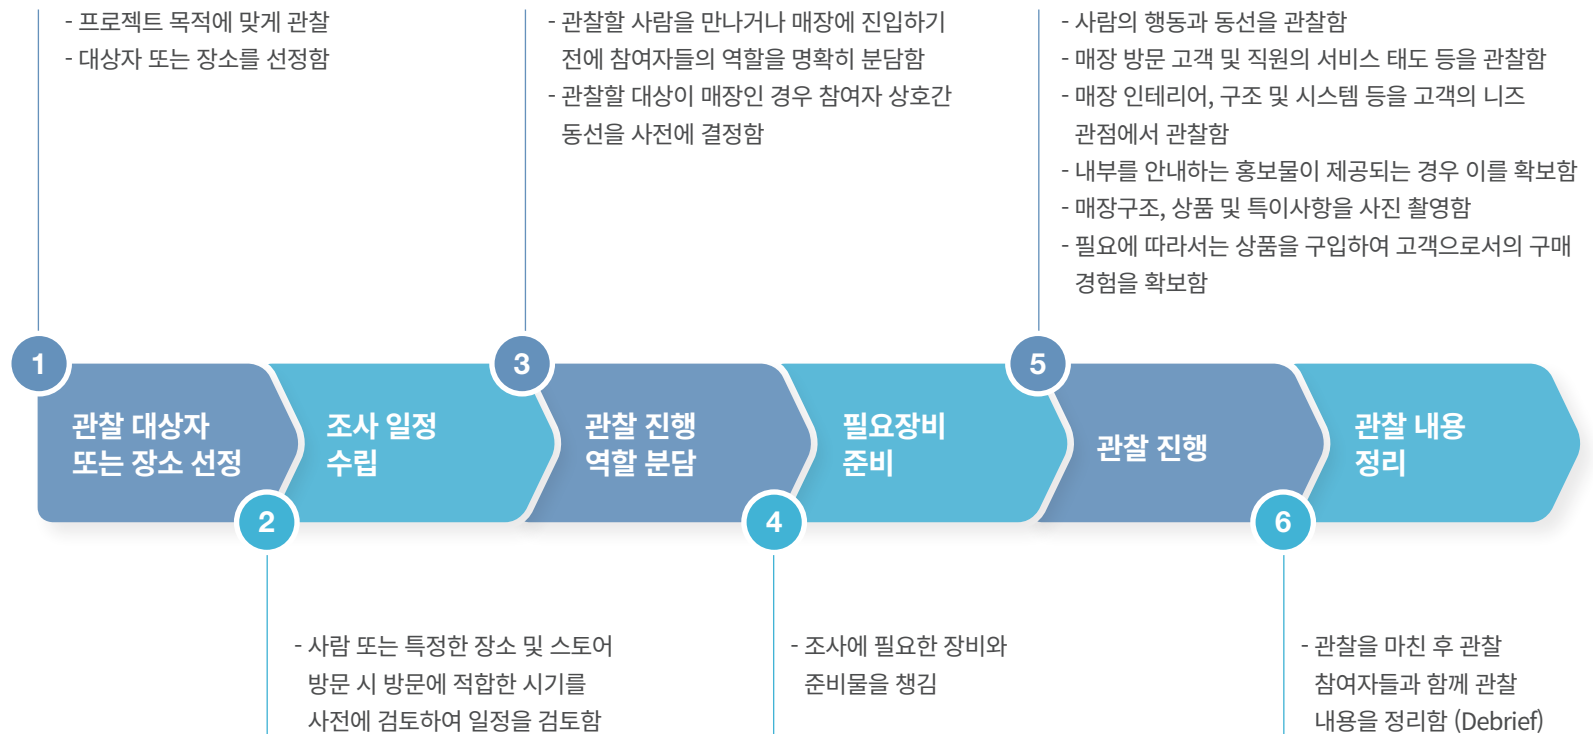 - 프로젝트 목적에 맞게 관찰
- 대상자 또는 장소를 선정함
- 관찰할 사람을 만나거나 매장에 진입하기
전에 참여자들의 역할을 명확히 분담함
- 관찰할 대상이 매장인 경우 참여자 상호간
동선을 사전에 결정함
- 사람의 행동과 동선을 관찰함
- 매장 방문 고객 및 직원의 서비스 태도 등을 관찰함
- 매장 인테리어, 구조 및 시스템 등을 고객의 니즈
관점에서 관찰함
- 내부를 안내하는 홍보물이 제공되는 경우 이를 확보함
- 매장구조, 상품 및 특이사항을 사진 촬영함
- 필요에 따라서는 상품을 구입하여 고객으로서의 구매
경험을 확보함
1
관찰 대상자
또는 장소 선정
2
조사 일정
수립
3
관찰 진행
역할 분담
4
필요장비
준비
5
관찰 진행
6
관찰 내용
정리
- 사람 또는 특정한 장소 및 스토어
방문 시 방문에 적합한 시기를
사전에 검토하여 일정을 검토함
- 조사에 필요한 장비와
준비물을 챙김
- 관찰을 마친 후 관찰
참여자들과 함께 관찰
내용을 정리함 (Debrief)